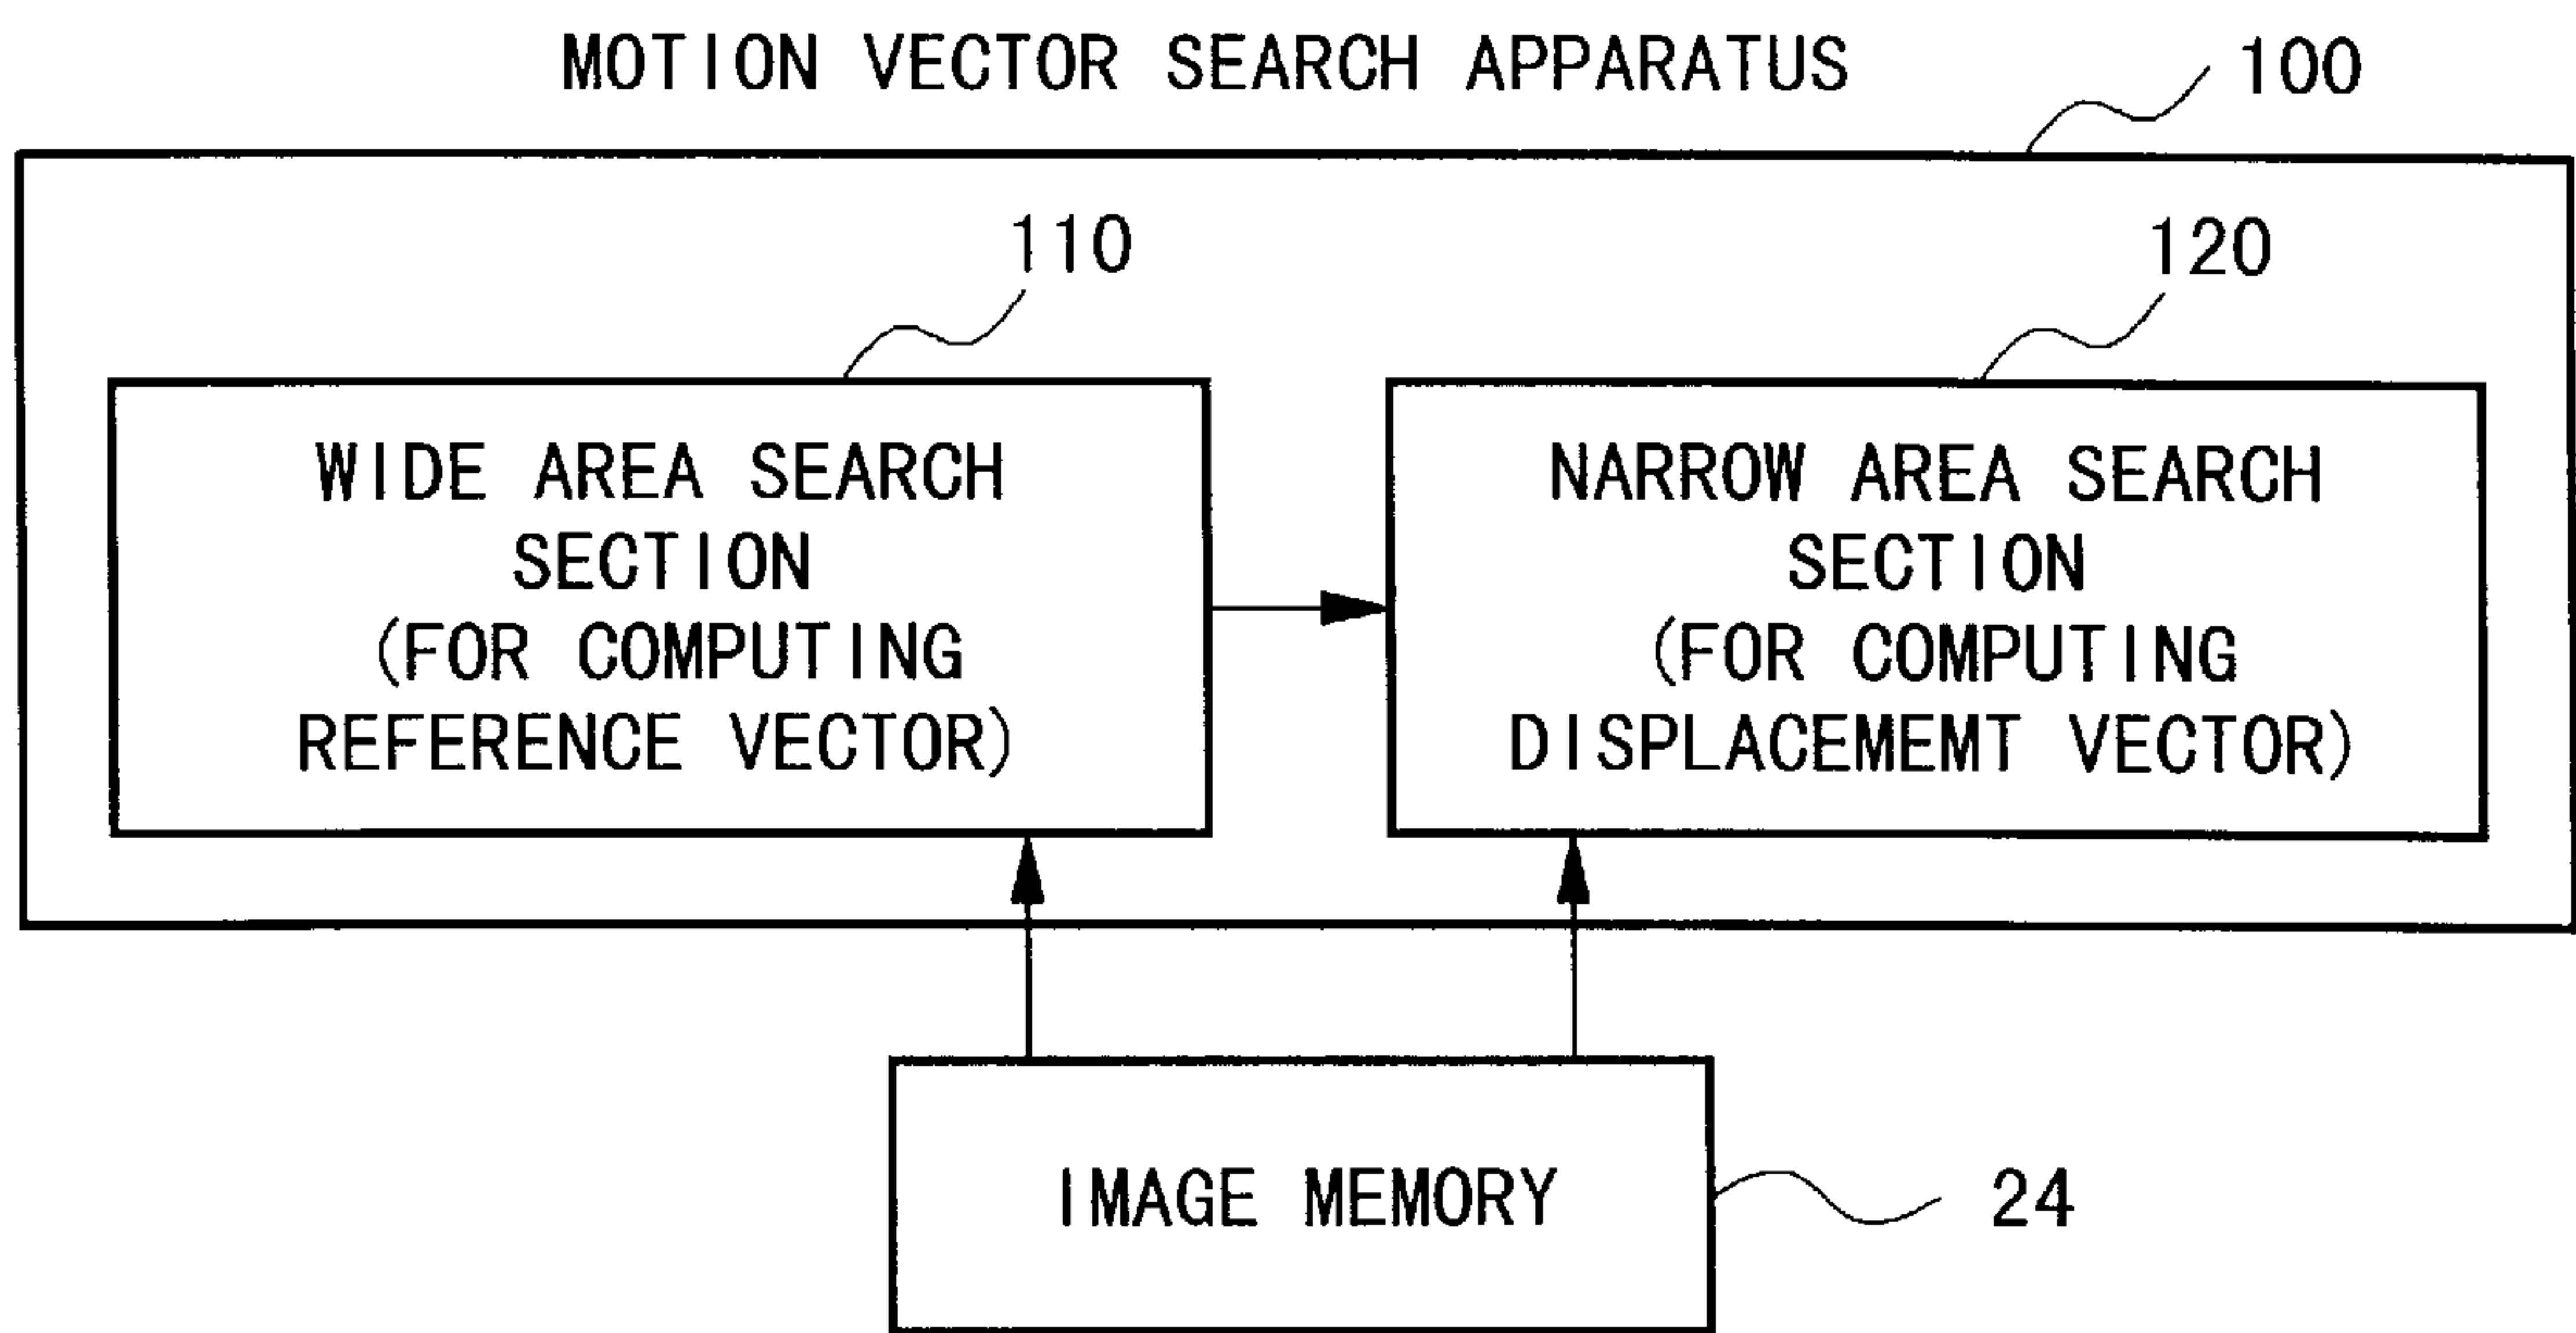 MOTION VECTOR SEARCH APPARATUS
100
110
120
WIDE AREA SEARCH
SECTION
(FOR COMPUTING
REFERENCE VECTOR)
NARROW AREA SEARCH
SECTION
(FOR COMPUTING
DISPLACEMEMT VECTOR)
IMAGE MEMORY
24